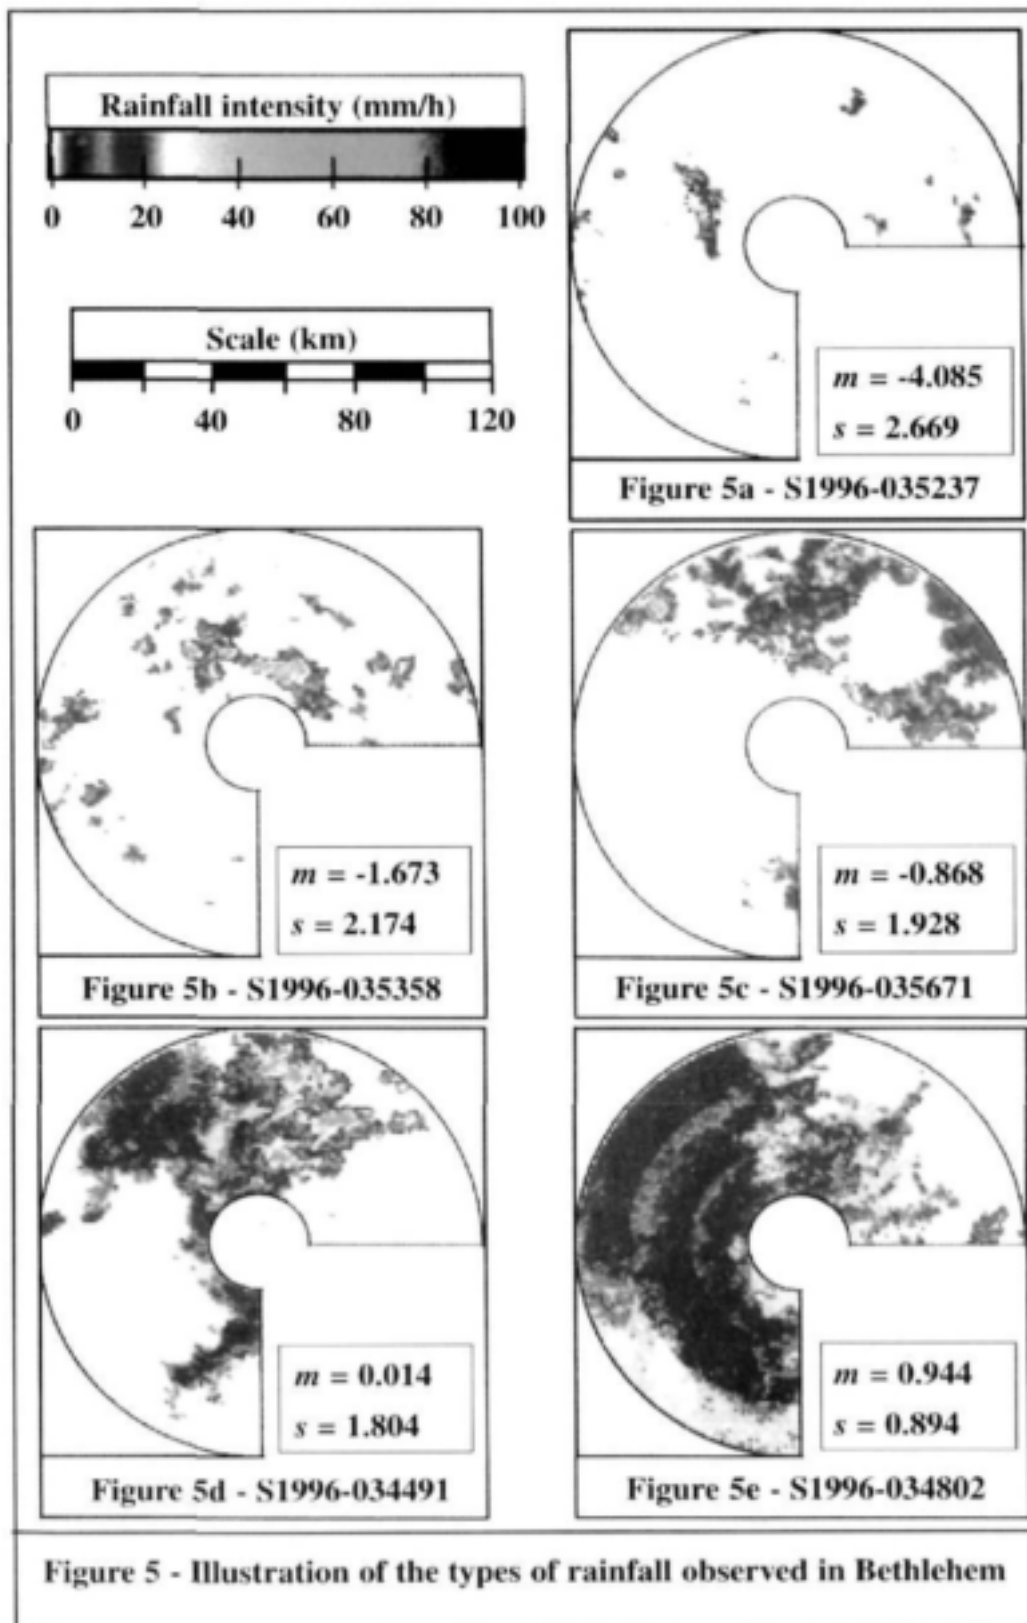 Rainfall intensity (mm/h)
0 20 40 60 80 100
Scale (km)
0 40 80 120
m = -4.085
s = 2.669
Figure 5a - S1996-035237
m = -1.673
s = 2.174
Figure 5b - S1996-035358
m = -0.868
s = 1.928
Figure 5c - S1996-035671
m = 0.014
s = 1.804
Figure 5d - S1996-034491
m = 0.944
s = 0.894
Figure 5e - S1996-034802
Figure 5 - Illustration of the types of rainfall observed in Bethlehem